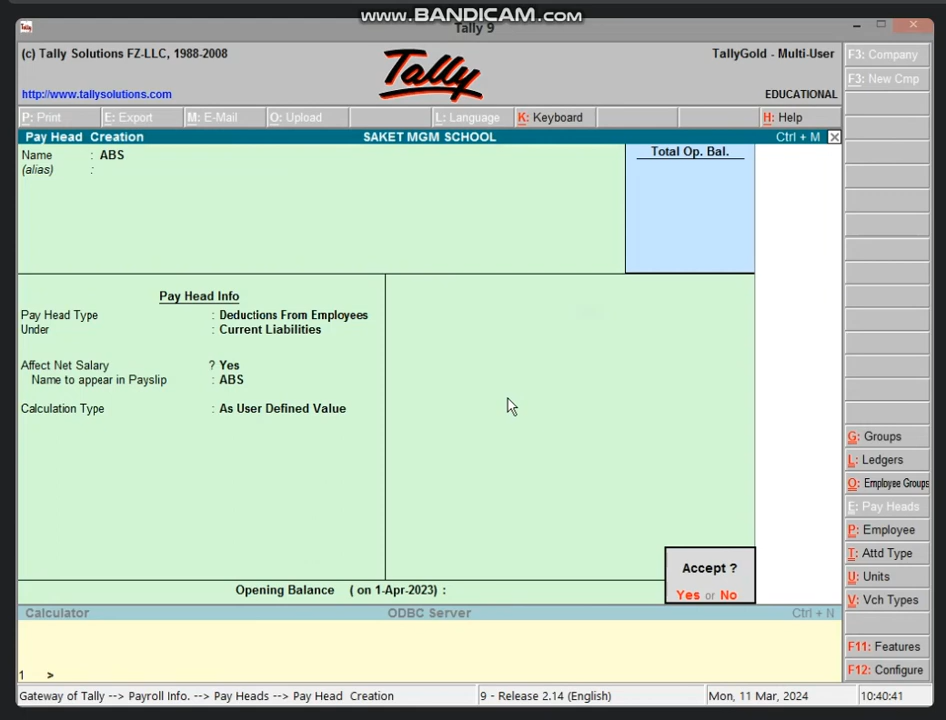 www.BANDICAM.com
Tally 9
(c) Tally Solutions FZ-LLC, 1988-2008
Tally
TallyGold - Multi-User
http://www.tallysolutions.com
EDUCATIONAL
P: Print E: Export M: E-Mail O: Upload L: Language K: Keyboard H: Help
Pay Head Creation SAKET MGM SCHOOL Ctrl + M
Name : ABS
(alias) :
Total Op. Bal.
Pay Head Info
Pay Head Type : Deductions From Employees
Under : Current Liabilities
Affect Net Salary ? Yes
Name to appear in Payslip : ABS
Calculation Type : As User Defined Value
Accept ?
Yes or No
Opening Balance ( on 1-Apr-2023) :
Calculator ODBC Server Ctrl + N
1 >
F3: Company
F3: New Cmp
G: Groups
L: Ledgers
O: Employee Groups
E: Pay Heads
P: Employee
T: Attd Type
U: Units
V: Vch Types
F11: Features
F12: Configure
Gateway of Tally --> Payroll Info. --> Pay Heads --> Pay Head Creation 9 - Release 2.14 (English) Mon, 11 Mar, 2024 10:40:41